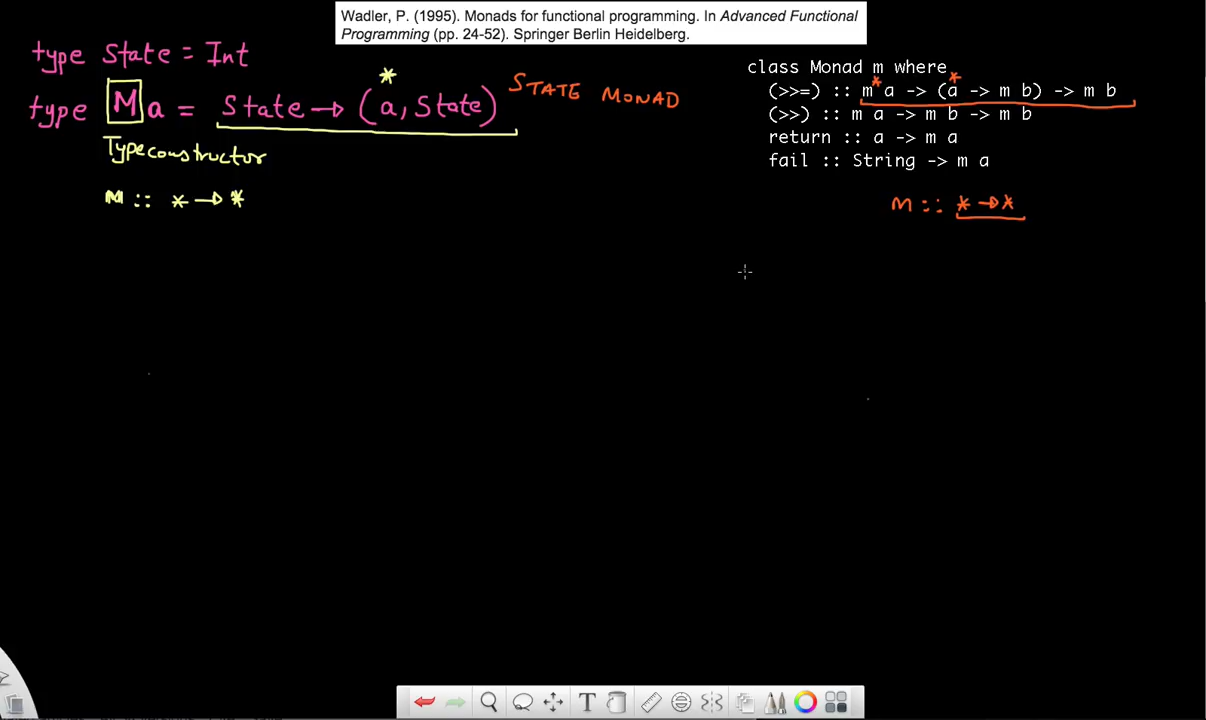 Wadler, P. (1995). Monads for functional programming. In Advanced Functional
Programming (pp. 24-52). Springer Berlin Heidelberg.
type State = Int
*
type M a = State → (a, State) STATE MONAD
Typeconstructor
M :: * → *
class Monad m where
* *
(>>=) :: m a -> (a -> m b) -> m b
(>>) :: m a -> m b -> m b
return :: a -> m a
fail :: String -> m a
M :: * → *
T